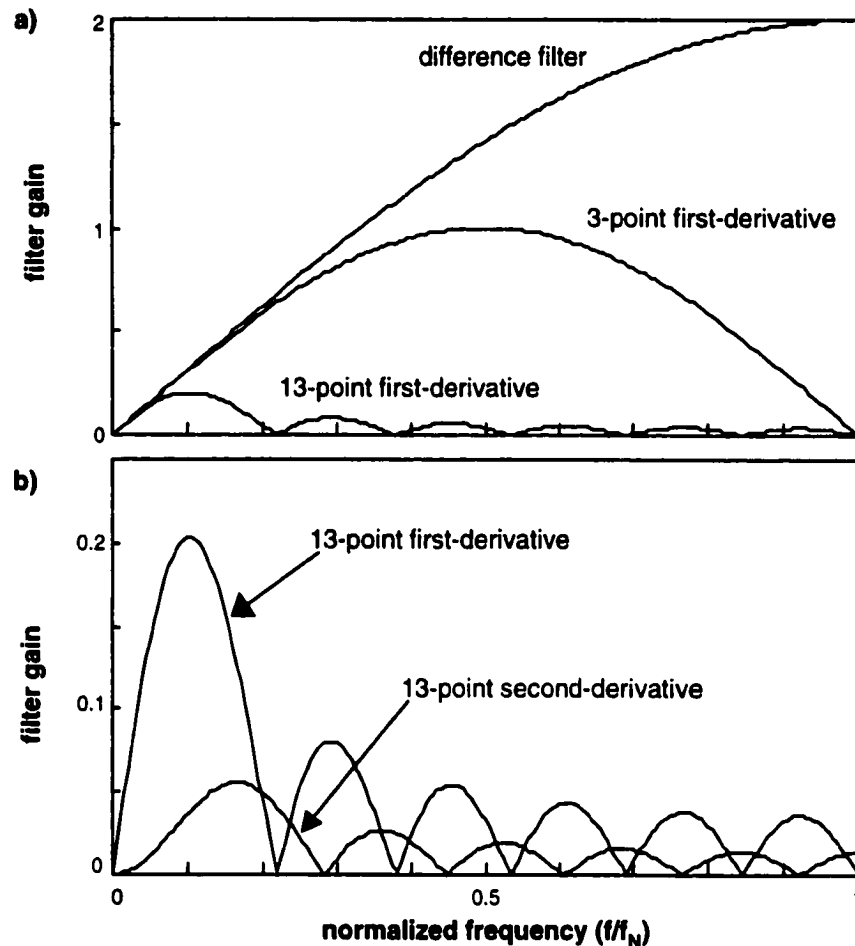 a)
2
difference filter
3-point first-derivative
filter gain
1
13-point first-derivative
0
b)
13-point first-derivative
0.2
13-point second-derivative
filter gain
0.1
0
0
0.5
normalized frequency (f/fN)